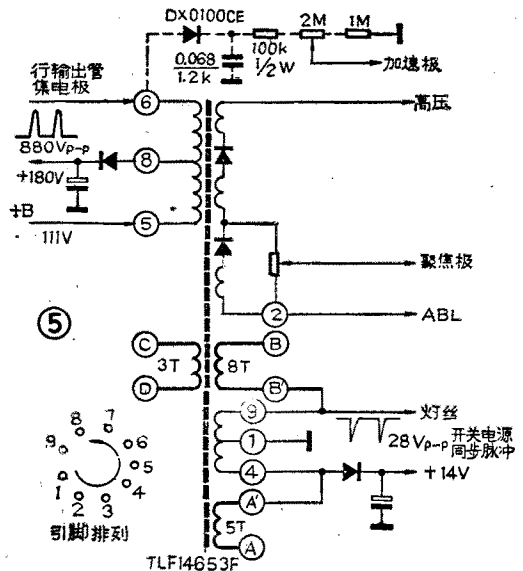 DX0100CE
2M
1M
100k
1/2W
0.068
1.2k
加速极
行输出管
集电极
6
高压
880Vp-p
8
+180V
+B
5
111V
聚焦极
2
ABL
⑤
C
B
3T
8T
D
B'
9
灯丝
1
28Vp-p
开关电源
同步脉冲
4
+14V
A'
5T
A
8
7
9
6
5
1
4
2
3
引脚排列
TLF14653F